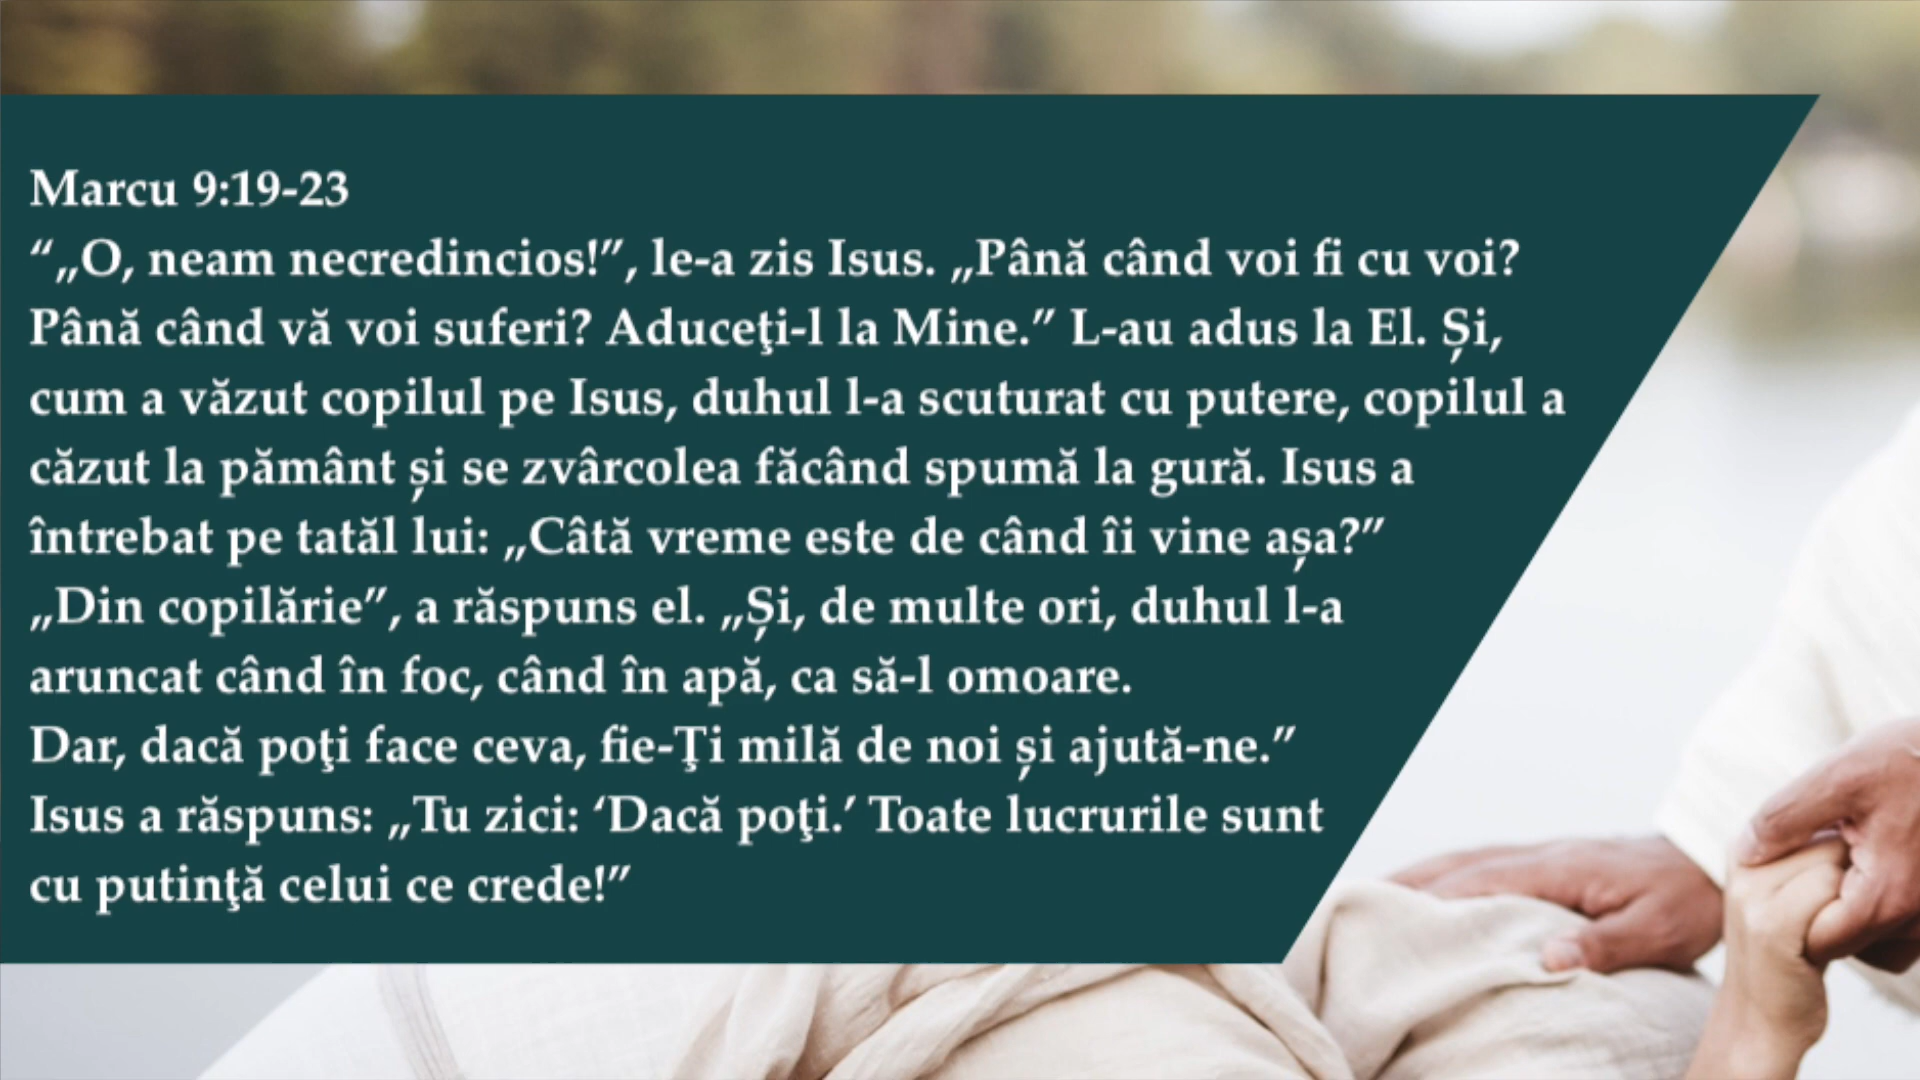 Marcu 9:19-23
“„O, neam necredincios!”, le-a zis Isus. „Până când voi fi cu voi?
Până când vă voi suferi? Aduceţi-l la Mine.” L-au adus la El. Și,
cum a văzut copilul pe Isus, duhul l-a scuturat cu putere, copilul a
căzut la pământ și se zvârcolea făcând spumă la gură. Isus a
întrebat pe tatăl lui: „Câtă vreme este de când îi vine așa?”
„Din copilărie”, a răspuns el. „Și, de multe ori, duhul l-a
aruncat când în foc, când în apă, ca să-l omoare.
Dar, dacă poţi face ceva, fie-Ţi milă de noi și ajută-ne.”
Isus a răspuns: „Tu zici: ‘Dacă poţi.’ Toate lucrurile sunt
cu putinţă celui ce crede!”